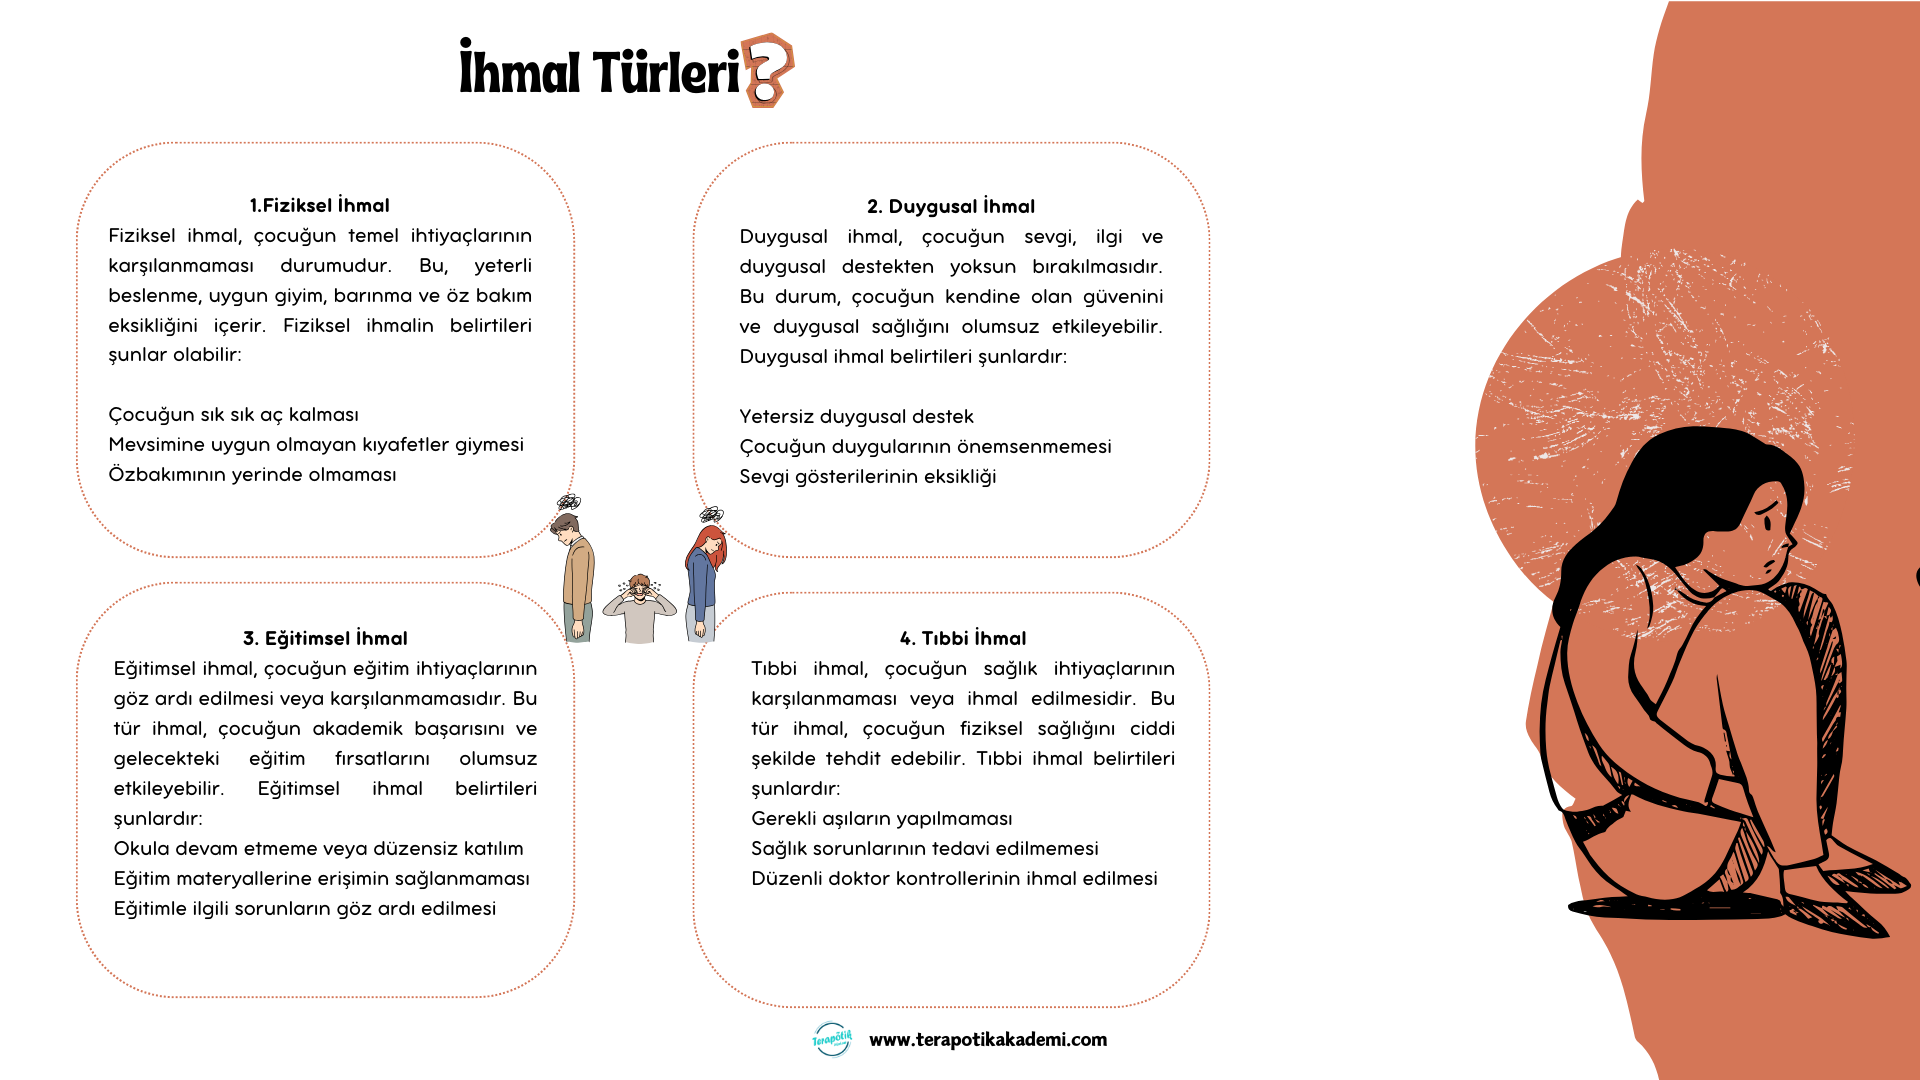 İhmal Türleri?
1.Fiziksel İhmal
Fiziksel ihmal, çocuğun temel ihtiyaçlarının
karşılanmaması durumudur. Bu, yeterli
beslenme, uygun giyim, barınma ve öz bakım
eksikliğini içerir. Fiziksel ihmalin belirtileri
şunlar olabilir:
Çocuğun sık sık aç kalması
Mevsimine uygun olmayan kıyafetler giymesi
Özbakımının yerinde olmaması
2. Duygusal İhmal
Duygusal ihmal, çocuğun sevgi, ilgi ve
duygusal destekten yoksun bırakılmasıdır.
Bu durum, çocuğun kendine olan güvenini
ve duygusal sağlığını olumsuz etkileyebilir.
Duygusal ihmal belirtileri şunlardır:
Yetersiz duygusal destek
Çocuğun duygularının önemsenmemesi
Sevgi gösterilerinin eksikliği
3. Eğitimsel İhmal
Eğitimsel ihmal, çocuğun eğitim ihtiyaçlarının
göz ardı edilmesi veya karşılanmamasıdır. Bu
tür ihmal, çocuğun akademik başarısını ve
gelecekteki eğitim fırsatlarını olumsuz
etkileyebilir. Eğitimsel ihmal belirtileri
şunlardır:
Okula devam etmeme veya düzensiz katılım
Eğitim materyallerine erişimin sağlanmaması
Eğitimle ilgili sorunların göz ardı edilmesi
4. Tıbbi İhmal
Tıbbi ihmal, çocuğun sağlık ihtiyaçlarının
karşılanmaması veya ihmal edilmesidir. Bu
tür ihmal, çocuğun fiziksel sağlığını ciddi
şekilde tehdit edebilir. Tıbbi ihmal belirtileri
şunlardır:
Gerekli aşıların yapılmaması
Sağlık sorunlarının tedavi edilmemesi
Düzenli doktor kontrollerinin ihmal edilmesi
Terapötik
www.terapotikakademi.com